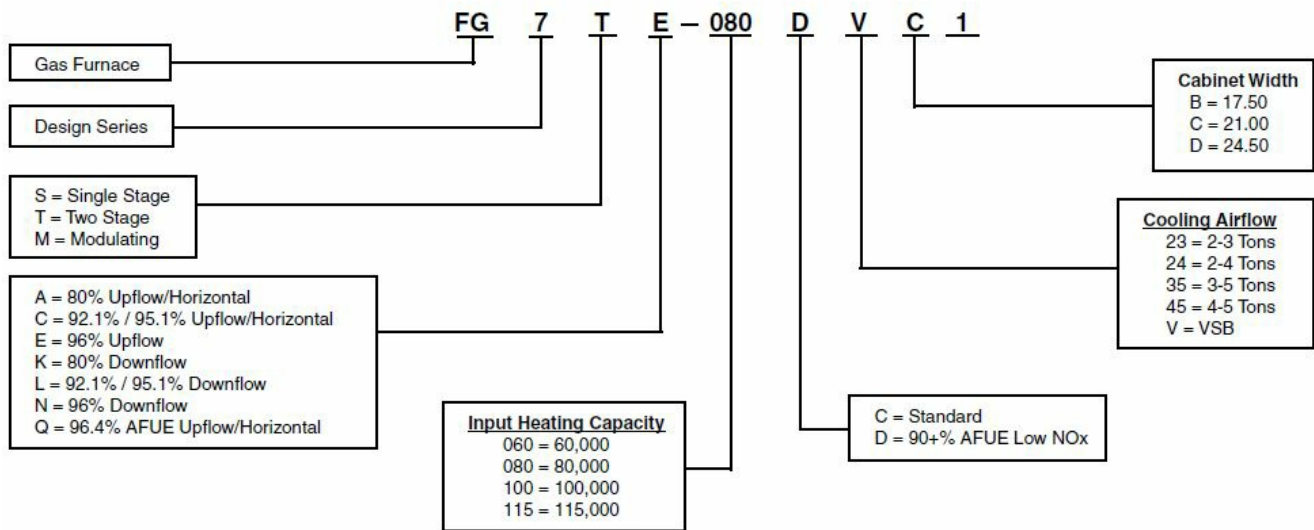 FG 7 T E – 080 D V C 1
Gas Furnace
Design Series
S = Single Stage
T = Two Stage
M = Modulating
A = 80% Upflow/Horizontal
C = 92.1% / 95.1% Upflow/Horizontal
E = 96% Upflow
K = 80% Downflow
L = 92.1% / 95.1% Downflow
N = 96% Downflow
Q = 96.4% AFUE Upflow/Horizontal
Input Heating Capacity
060 = 60,000
080 = 80,000
100 = 100,000
115 = 115,000
C = Standard
D = 90+% AFUE Low NOx
Cooling Airflow
23 = 2-3 Tons
24 = 2-4 Tons
35 = 3-5 Tons
45 = 4-5 Tons
V = VSB
Cabinet Width
B = 17.50
C = 21.00
D = 24.50